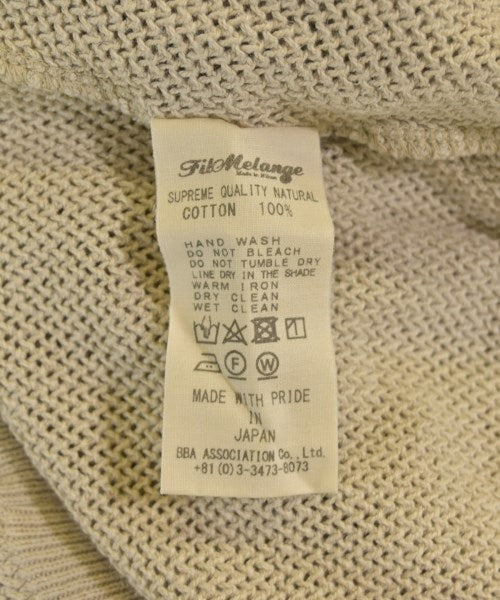 FilMelange
SUPREME QUALITY NATURAL
COTTON 100%
HAND WASH
DO NOT BLEACH
DO NOT TUMBLE DRY
LINE DRY IN THE SHADE
WARM IRON
DRY CLEAN
WET CLEAN
F W
MADE WITH PRIDE
IN
JAPAN
BBA ASSOCIATION Co., Ltd.
+81(0)3-3473-8073